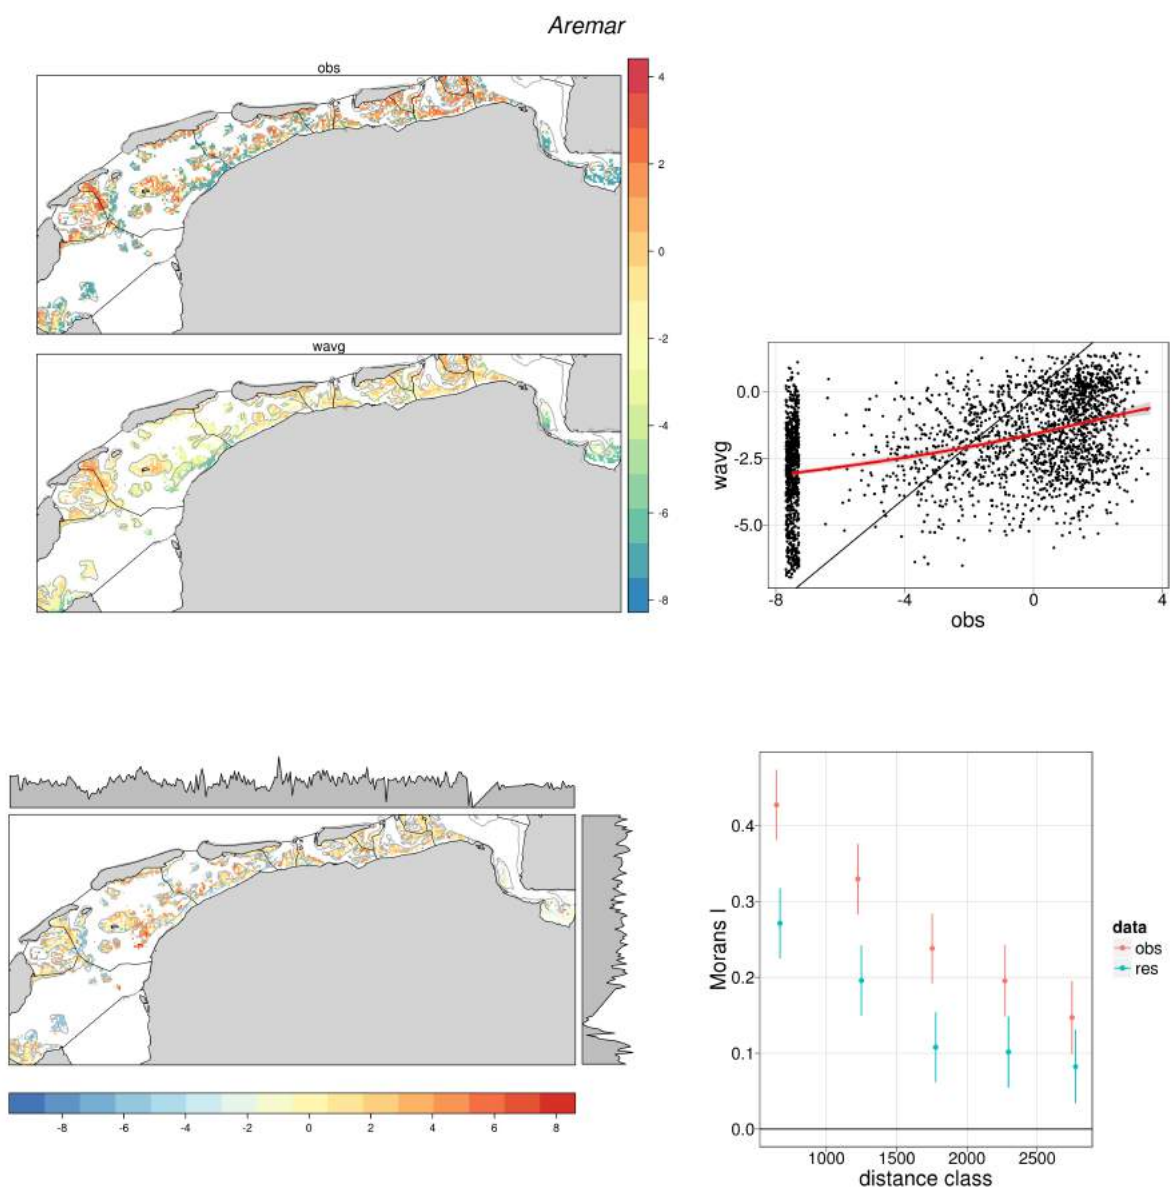 Aremar
obs
4
2
0
-2
-4
-6
-8
wavg
0.0
-2.5
-5.0
wavg
-8 -4 0 4
obs
-8 -6 -4 -2 0 2 4 6 8
0.4
0.3
0.2
0.1
0.0
Morans I
1000 1500 2000 2500
distance class
data
obs
res